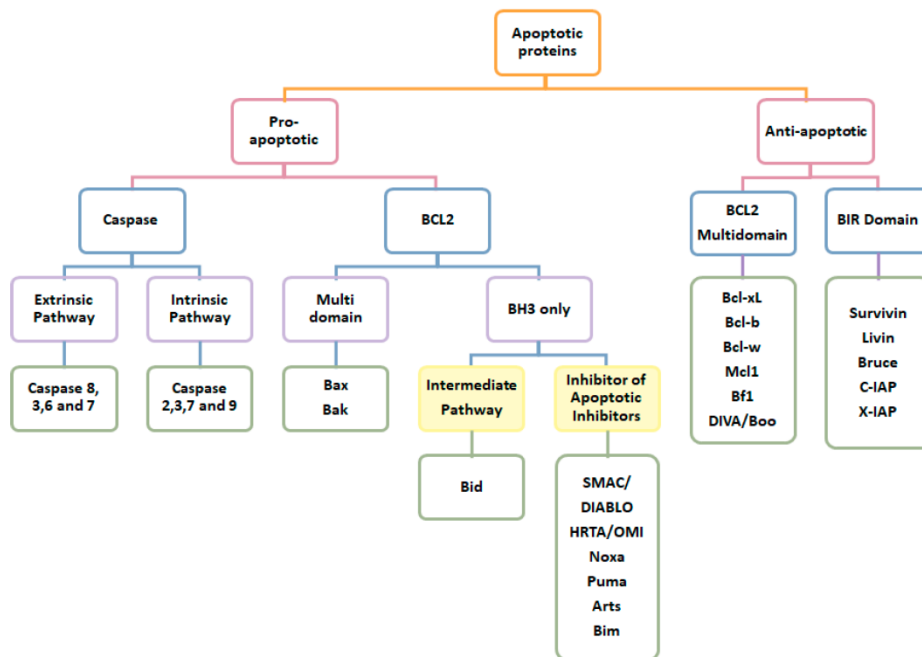 Apoptotic
proteins
Pro-
apoptotic
Anti-apoptotic
Caspase
BCL2
BCL2
Multidomain
BIR Domain
Extrinsic
Pathway
Intrinsic
Pathway
Multi
domain
BH3 only
Caspase 8,
3,6 and 7
Caspase
2,3,7 and 9
Bax
Bak
Intermediate
Pathway
Inhibitor of
Apoptotic
Inhibitors
Bid
SMAC/
DIABLO
HRTA/OMI
Noxa
Puma
Arts
Bim
Bcl-xL
Bcl-b
Bcl-w
Mcl1
Bf1
DIVA/Boo
Survivin
Livin
Bruce
C-IAP
X-IAP